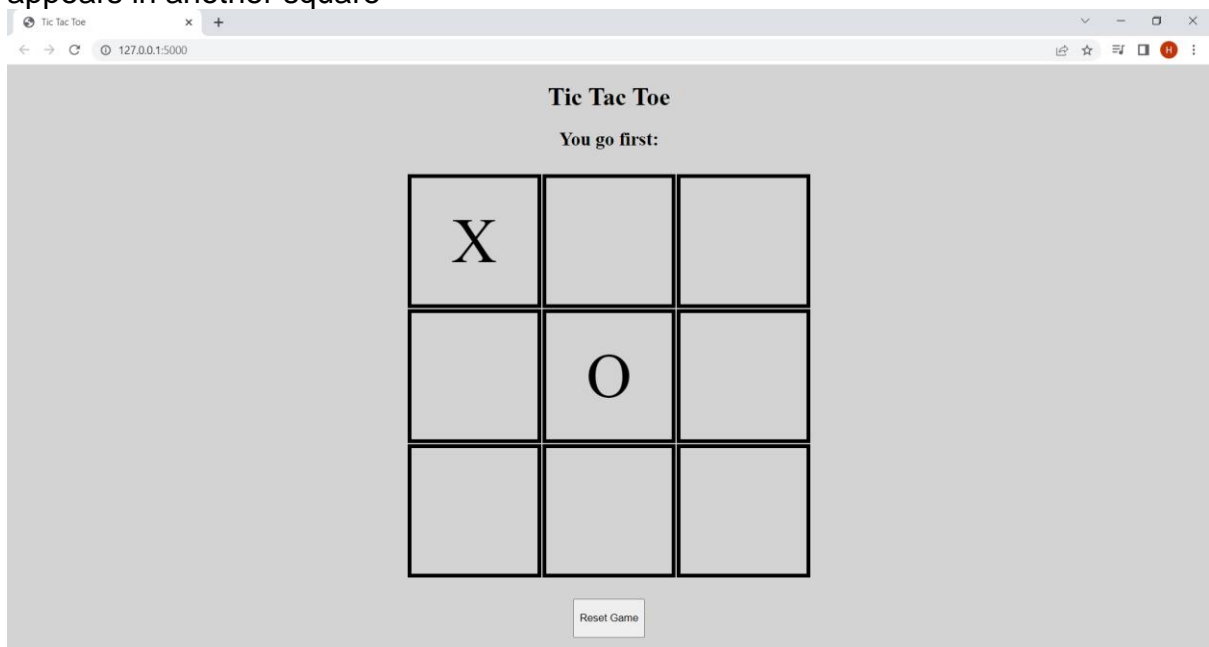 appears in another square
Tic Tac Toe
127.0.0.1:5000
H
Tic Tac Toe
You go first:
X
O
Reset Game